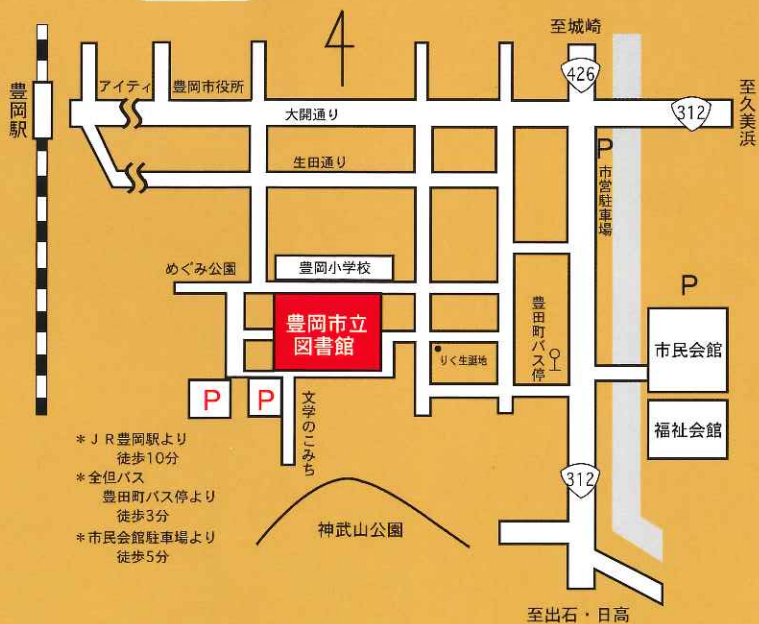 至城崎
426
アイティ
豊岡市役所
豊岡駅
大開通り
312
至久美浜
生田通り
P
市営駐車場
めぐみ公園
豊岡小学校
P
豊岡市立
図書館
豊田町バス停
りく生誕地
市民会館
P
P
文学のこみち
福祉会館
*JR豊岡駅より
徒歩10分
*全但バス
豊田町バス停より
徒歩3分
*市民会館駐車場より
徒歩5分
312
神武山公園
至出石・日高